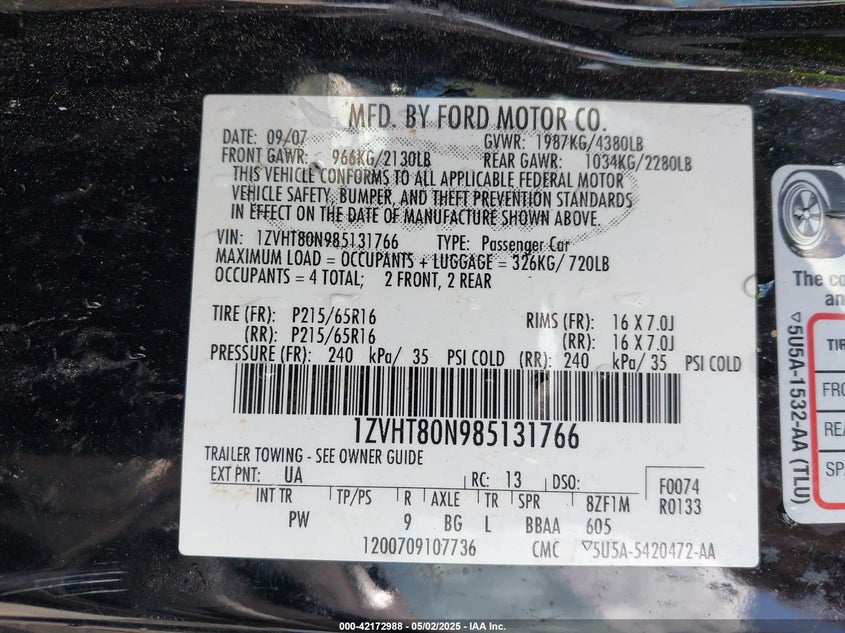 MFD. BY FORD MOTOR CO.
DATE: 09/07 GVWR: 1987KG/4380LB
FRONT GAWR: 966KG/2130LB REAR GAWR: 1034KG/2280LB
THIS VEHICLE CONFORMS TO ALL APPLICABLE FEDERAL MOTOR
VEHICLE SAFETY, BUMPER, AND THEFT PREVENTION STANDARDS
IN EFFECT ON THE DATE OF MANUFACTURE SHOWN ABOVE.
VIN: 1ZVHT80N985131766 TYPE: Passenger Car
MAXIMUM LOAD = OCCUPANTS + LUGGAGE = 326KG/ 720LB
OCCUPANTS = 4 TOTAL; 2 FRONT, 2 REAR
TIRE (FR): P215/65R16 RIMS (FR): 16 X 7.0J
(RR): P215/65R16 (RR): 16 X 7.0J
PRESSURE (FR): 240 kPa/ 35 PSI COLD (RR): 240 kPa/ 35 PSI COLD
1ZVHT80N985131766
TRAILER TOWING - SEE OWNER GUIDE
EXT PNT: UA RC: 13 DSO: F0074
INT TR TP/PS R AXLE TR SPR 8ZF1M R0133
PW 9 BG L BBAA 605
1200709107736 CMC ▽5U5A-5420472-AA
The co
an
▽5U5A-1532-AA (TLU)
TIR
FRO
REA
SPA
000-42172988 - 05/02/2025 - IAA Inc.